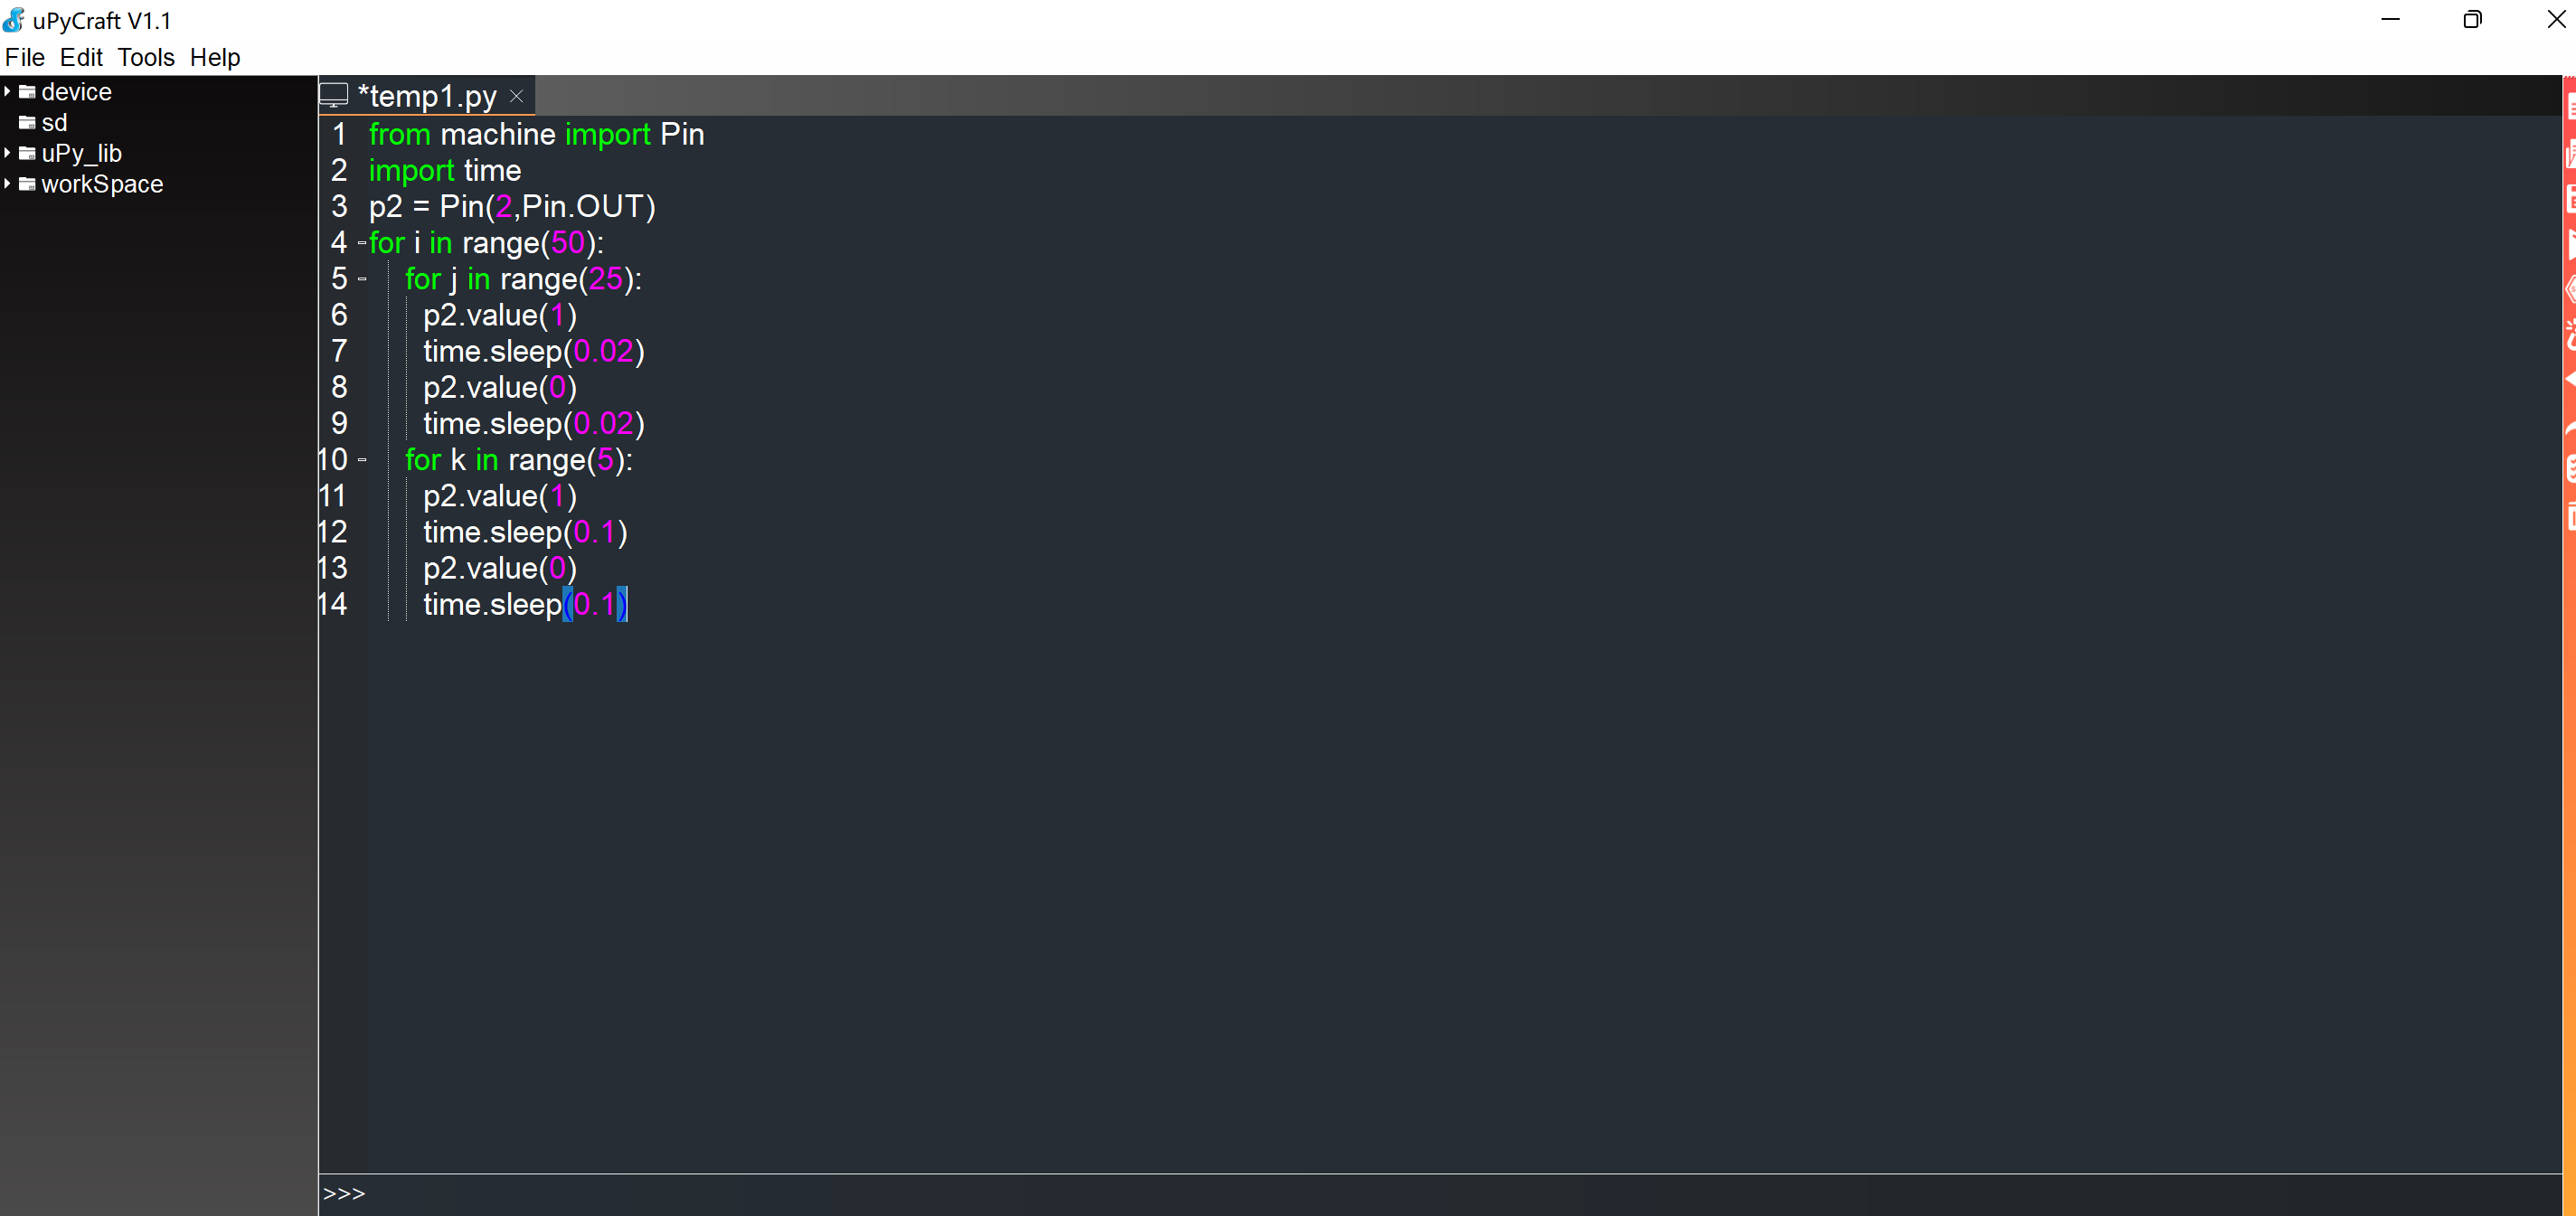 uPyCraft V1.1
File Edit Tools Help
device
sd
uPy_lib
workSpace
*temp1.py
1 from machine import Pin
2 import time
3 p2 = Pin(2,Pin.OUT)
4 for i in range(50):
5 for j in range(25):
6 p2.value(1)
7 time.sleep(0.02)
8 p2.value(0)
9 time.sleep(0.02)
10 for k in range(5):
11 p2.value(1)
12 time.sleep(0.1)
13 p2.value(0)
14 time.sleep(0.1)
>>>